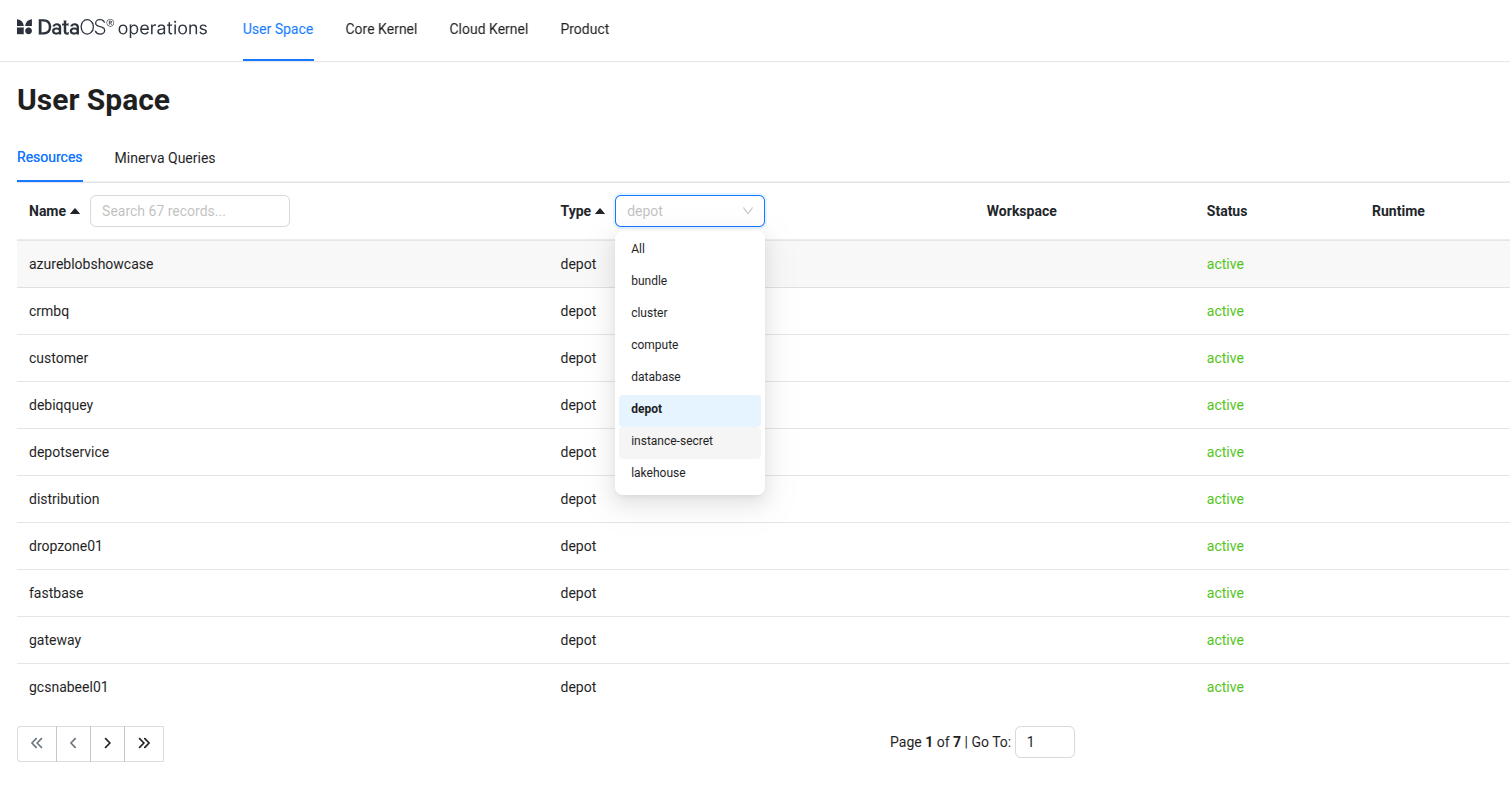 DataOS® operations User Space Core Kernel Cloud Kernel Product
User Space
Resources Minerva Queries
Name Search 67 records... Type depot Workspace Status Runtime
All
bundle
cluster
compute
database
depot
instance-secret
lakehouse
azureblobshowcase depot active
crmbq depot active
customer depot active
debiqquey depot active
depotservice depot active
distribution depot active
dropzone01 depot active
fastbase depot active
gateway depot active
gcsnabeel01 depot active
Page 1 of 7 | Go To: 1